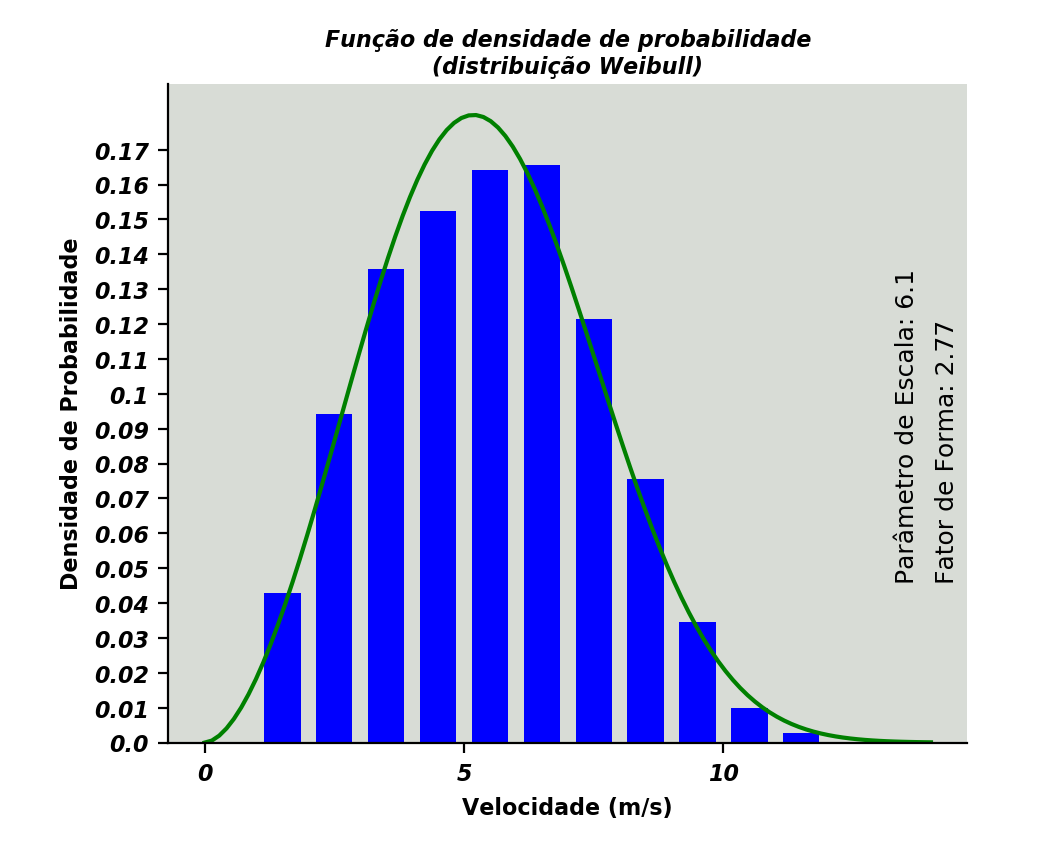 Função de densidade de probabilidade
(distribuição Weibull)
Densidade de Probabilidade
0.17
0.16
0.15
0.14
0.13
0.12
0.11
0.1
0.09
0.08
0.07
0.06
0.05
0.04
0.03
0.02
0.01
0.0
0 5 10
Velocidade (m/s)
Parâmetro de Escala: 6.1
Fator de Forma: 2.77